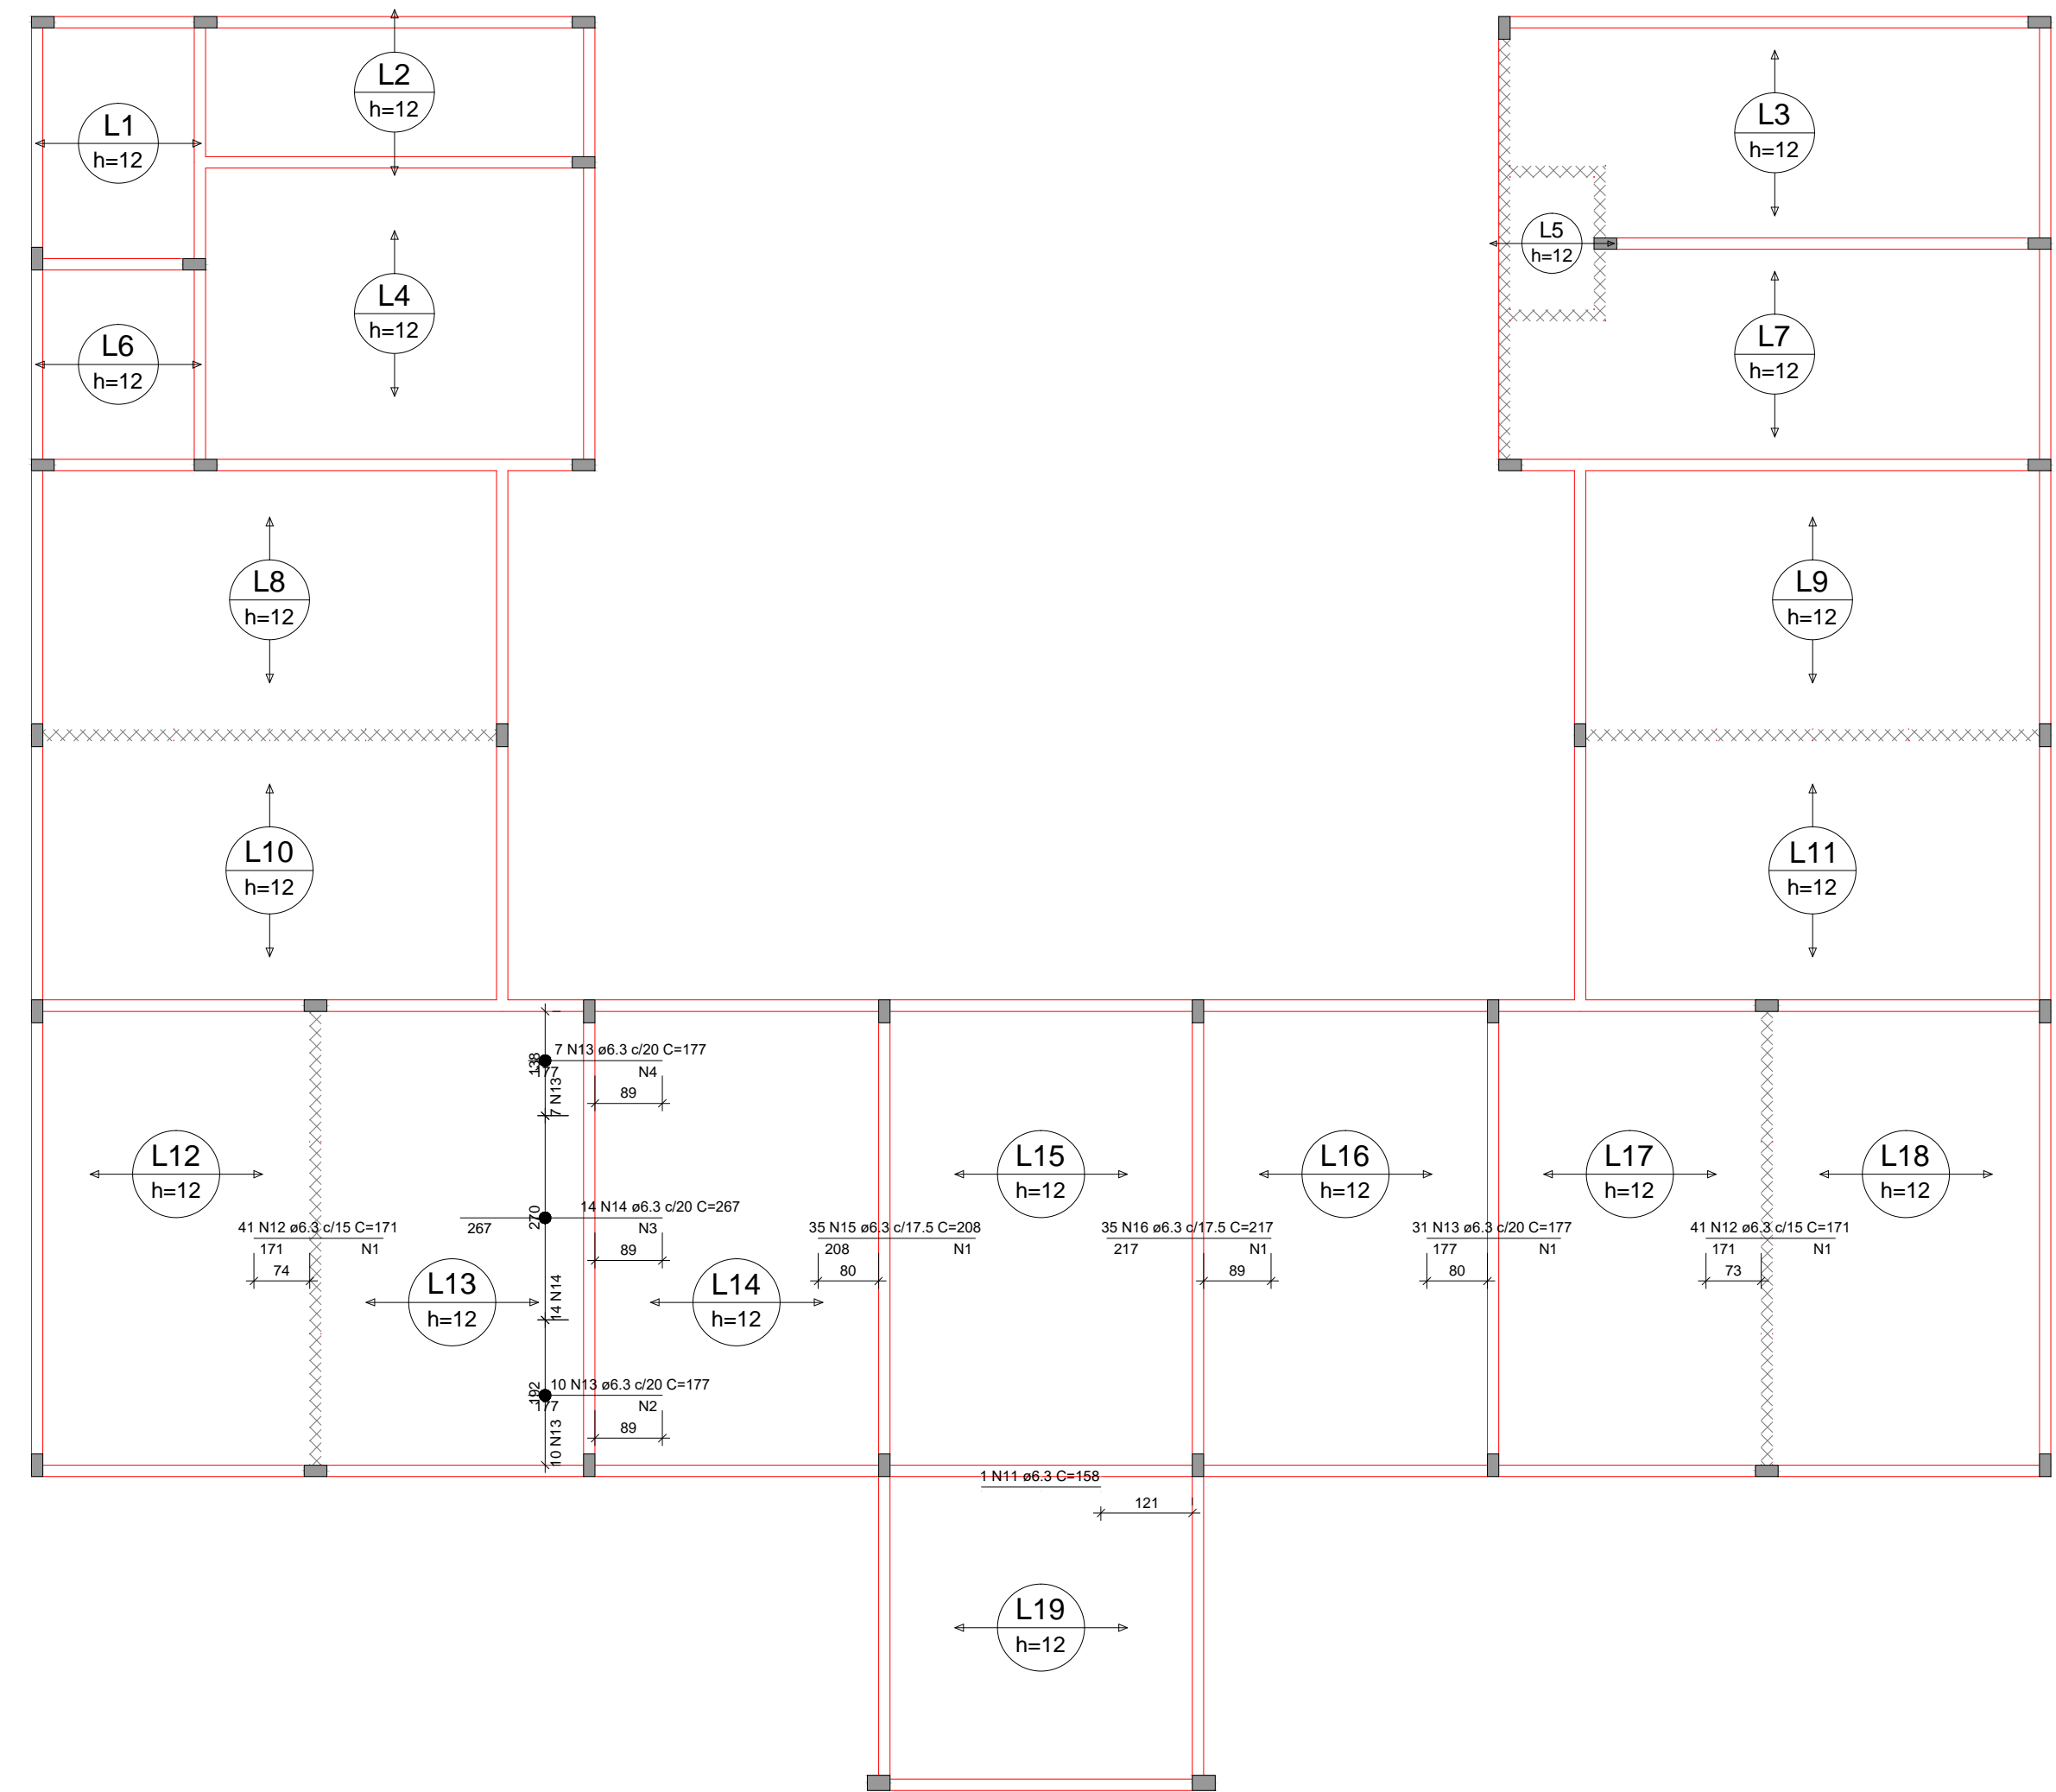 L2
h=12
L3
h=12
L1
h=12
L5
h=12
L4
h=12
L6
h=12
L7
h=12
L8
h=12
L9
h=12
L10
h=12
L11
h=12
7 N13 ø6.3 c/20 C=177
138
177
N4
89
7 N13
L12
h=12
L15
h=12
L16
h=12
L17
h=12
L18
h=12
14 N14 ø6.3 c/20 C=267
270
267
N3
89
14 N14
41 N12 ø6.3 c/15 C=171
171
N1
74
35 N15 ø6.3 c/17.5 C=208
208
N1
80
35 N16 ø6.3 c/17.5 C=217
217
N1
89
31 N13 ø6.3 c/20 C=177
177
N1
80
41 N12 ø6.3 c/15 C=171
171
N1
73
L13
h=12
L14
h=12
10 N13 ø6.3 c/20 C=177
192
177
N2
89
10 N13
1 N11 ø6.3 C=158
121
L19
h=12